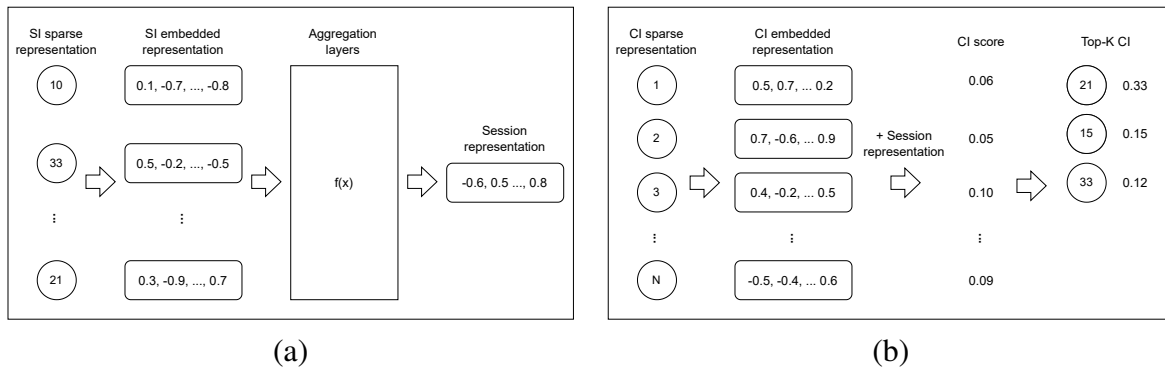 SI sparse
representation
SI embedded
representation
Aggregation
layers
10
0.1, -0.7, ..., -0.8
33
0.5, -0.2, ..., -0.5
...
...
21
0.3, -0.9, ..., 0.7
f(x)
Session
representation
-0.6, 0.5 ..., 0.8
(a)
CI sparse
representation
CI embedded
representation
CI score
Top-K CI
1
0.5, 0.7, ... 0.2
0.06
2
0.7, -0.6, ... 0.9
0.05
3
0.4, -0.2, ... 0.5
0.10
...
...
...
N
-0.5, -0.4, ... 0.6
0.09
+ Session
representation
21 0.33
15 0.15
33 0.12
(b)